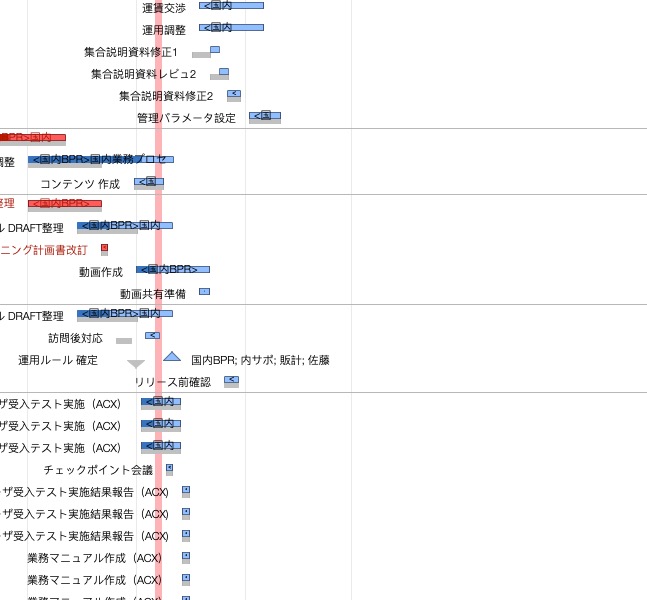 運賃交渉 <国内
運用調整 <国内
集合説明資料修正1
集合説明資料レビュ2
集合説明資料修正2 <
管理パラメータ設定 <国
BPR>国内
調整 <国内BPR>国内業務プロセ
コンテンツ 作成 <国
整理 <国内BPR>
ル DRAFT整理 <国内BPR>国内
ニング計画書改訂
動画作成 <国内BPR>
動画共有準備
ル DRAFT整理 <国内BPR>国内
訪問後対応 <
運用ルール 確定 国内BPR; 内サポ; 販計; 佐藤
リリース前確認 <
ザ受入テスト実施（ACX） <国内
ザ受入テスト実施（ACX） <国内
ザ受入テスト実施（ACX） <国内
チェックポイント会議
ザ受入テスト実施結果報告（ACX)
ザ受入テスト実施結果報告（ACX)
ザ受入テスト実施結果報告（ACX)
業務マニュアル作成（ACX）
業務マニュアル作成（ACX）
業務マニュアル作成（ACX）